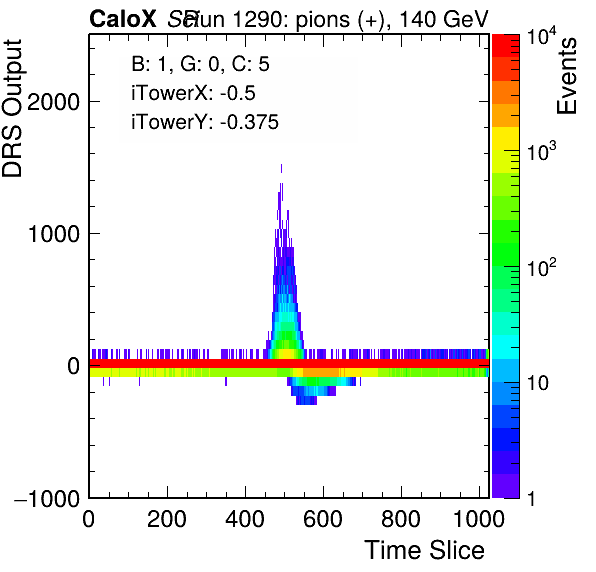 CaloX Sci Run 1290: pions (+), 140 GeV
B: 1, G: 0, C: 5
iTowerX: -0.5
iTowerY: -0.375
DRS Output
2000
1000
0
−1000
0 200 400 600 800 1000
Time Slice
Events
10⁴
10³
10²
10
1